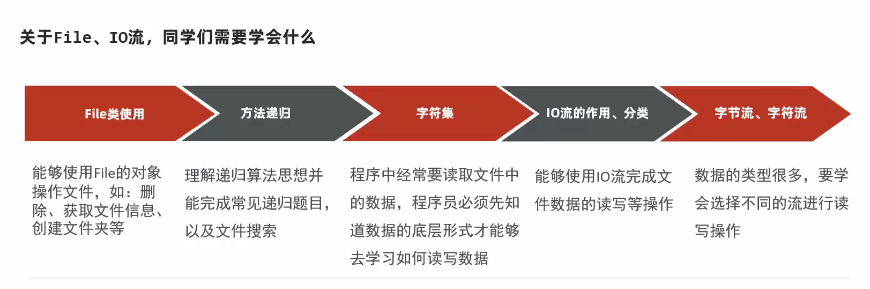 关于File、IO流，同学们需要学会什么
File类使用
方法递归
字符集
IO流的作用、分类
字节流、字符流
能够使用File的对象
操作文件，如：删
除、获取文件信息、
创建文件夹等
理解递归算法思想并
能完成常见递归题目，
以及文件搜索
程序中经常要读取文件中
的数据，程序员必须先知
道数据的底层形式才能够
去学习如何读写数据
能够使用IO流完成文
件数据的读写等操作
数据的类型很多，要学
会选择不同的流进行读
写操作